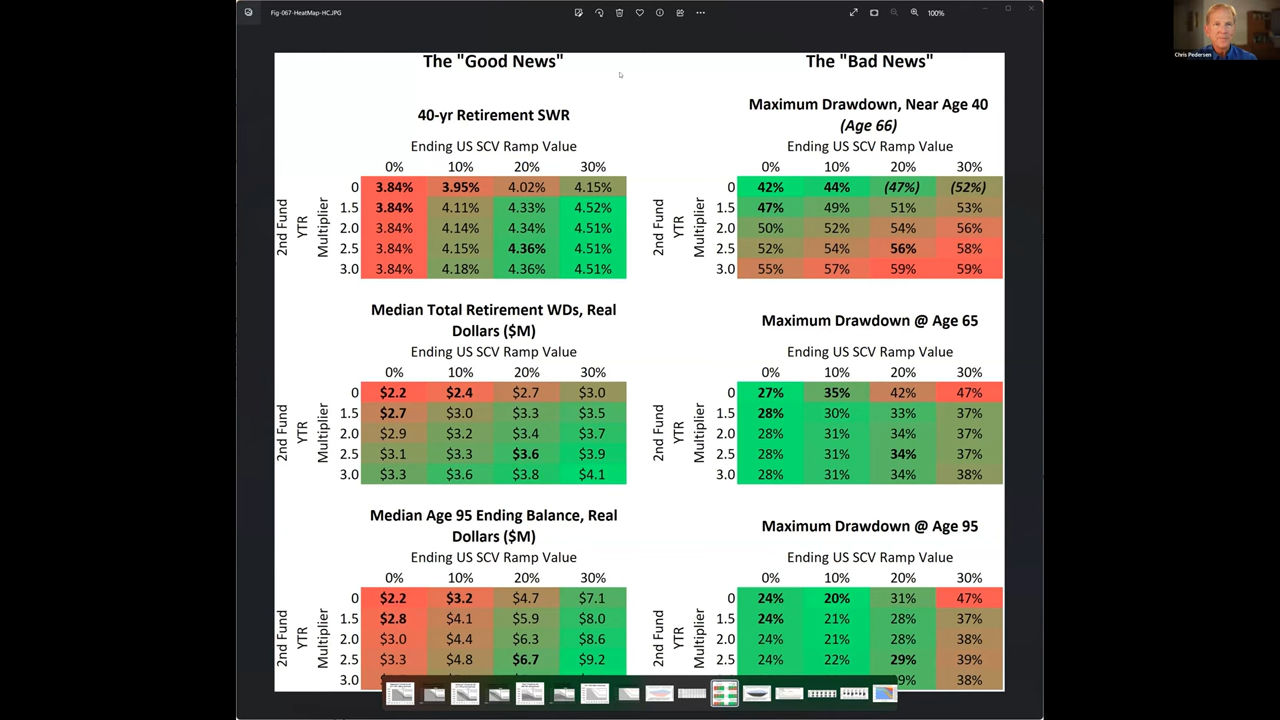 Fig-067-HeatMap-HC.JPG
100%
Chris Pedersen
The "Good News"
40-yr Retirement SWR
Ending US SCV Ramp Value
0% 10% 20% 30%
2nd Fund
YTR
Multiplier
0 3.84% 3.95% 4.02% 4.15%
1.5 3.84% 4.11% 4.33% 4.52%
2.0 3.84% 4.14% 4.34% 4.51%
2.5 3.84% 4.15% 4.36% 4.51%
3.0 3.84% 4.18% 4.36% 4.51%
Median Total Retirement WDs, Real
Dollars ($M)
Ending US SCV Ramp Value
0% 10% 20% 30%
2nd Fund
YTR
Multiplier
0 $2.2 $2.4 $2.7 $3.0
1.5 $2.7 $3.0 $3.3 $3.5
2.0 $2.9 $3.2 $3.4 $3.7
2.5 $3.1 $3.3 $3.6 $3.9
3.0 $3.3 $3.6 $3.8 $4.1
Median Age 95 Ending Balance, Real
Dollars ($M)
Ending US SCV Ramp Value
0% 10% 20% 30%
2nd Fund
YTR
Multiplier
0 $2.2 $3.2 $4.7 $7.1
1.5 $2.8 $4.1 $5.9 $8.0
2.0 $3.0 $4.4 $6.3 $8.6
2.5 $3.3 $4.8 $6.7 $9.2
3.0
The "Bad News"
Maximum Drawdown, Near Age 40
(Age 66)
Ending US SCV Ramp Value
0% 10% 20% 30%
2nd Fund
YTR
Multiplier
0 42% 44% (47%) (52%)
1.5 47% 49% 51% 53%
2.0 50% 52% 54% 56%
2.5 52% 54% 56% 58%
3.0 55% 57% 59% 59%
Maximum Drawdown @ Age 65
Ending US SCV Ramp Value
0% 10% 20% 30%
2nd Fund
YTR
Multiplier
0 27% 35% 42% 47%
1.5 28% 30% 33% 37%
2.0 28% 31% 34% 37%
2.5 28% 31% 34% 37%
3.0 28% 31% 34% 38%
Maximum Drawdown @ Age 95
Ending US SCV Ramp Value
0% 10% 20% 30%
2nd Fund
YTR
Multiplier
0 24% 20% 31% 47%
1.5 24% 21% 28% 37%
2.0 24% 21% 28% 38%
2.5 24% 22% 29% 39%
3.0 38%